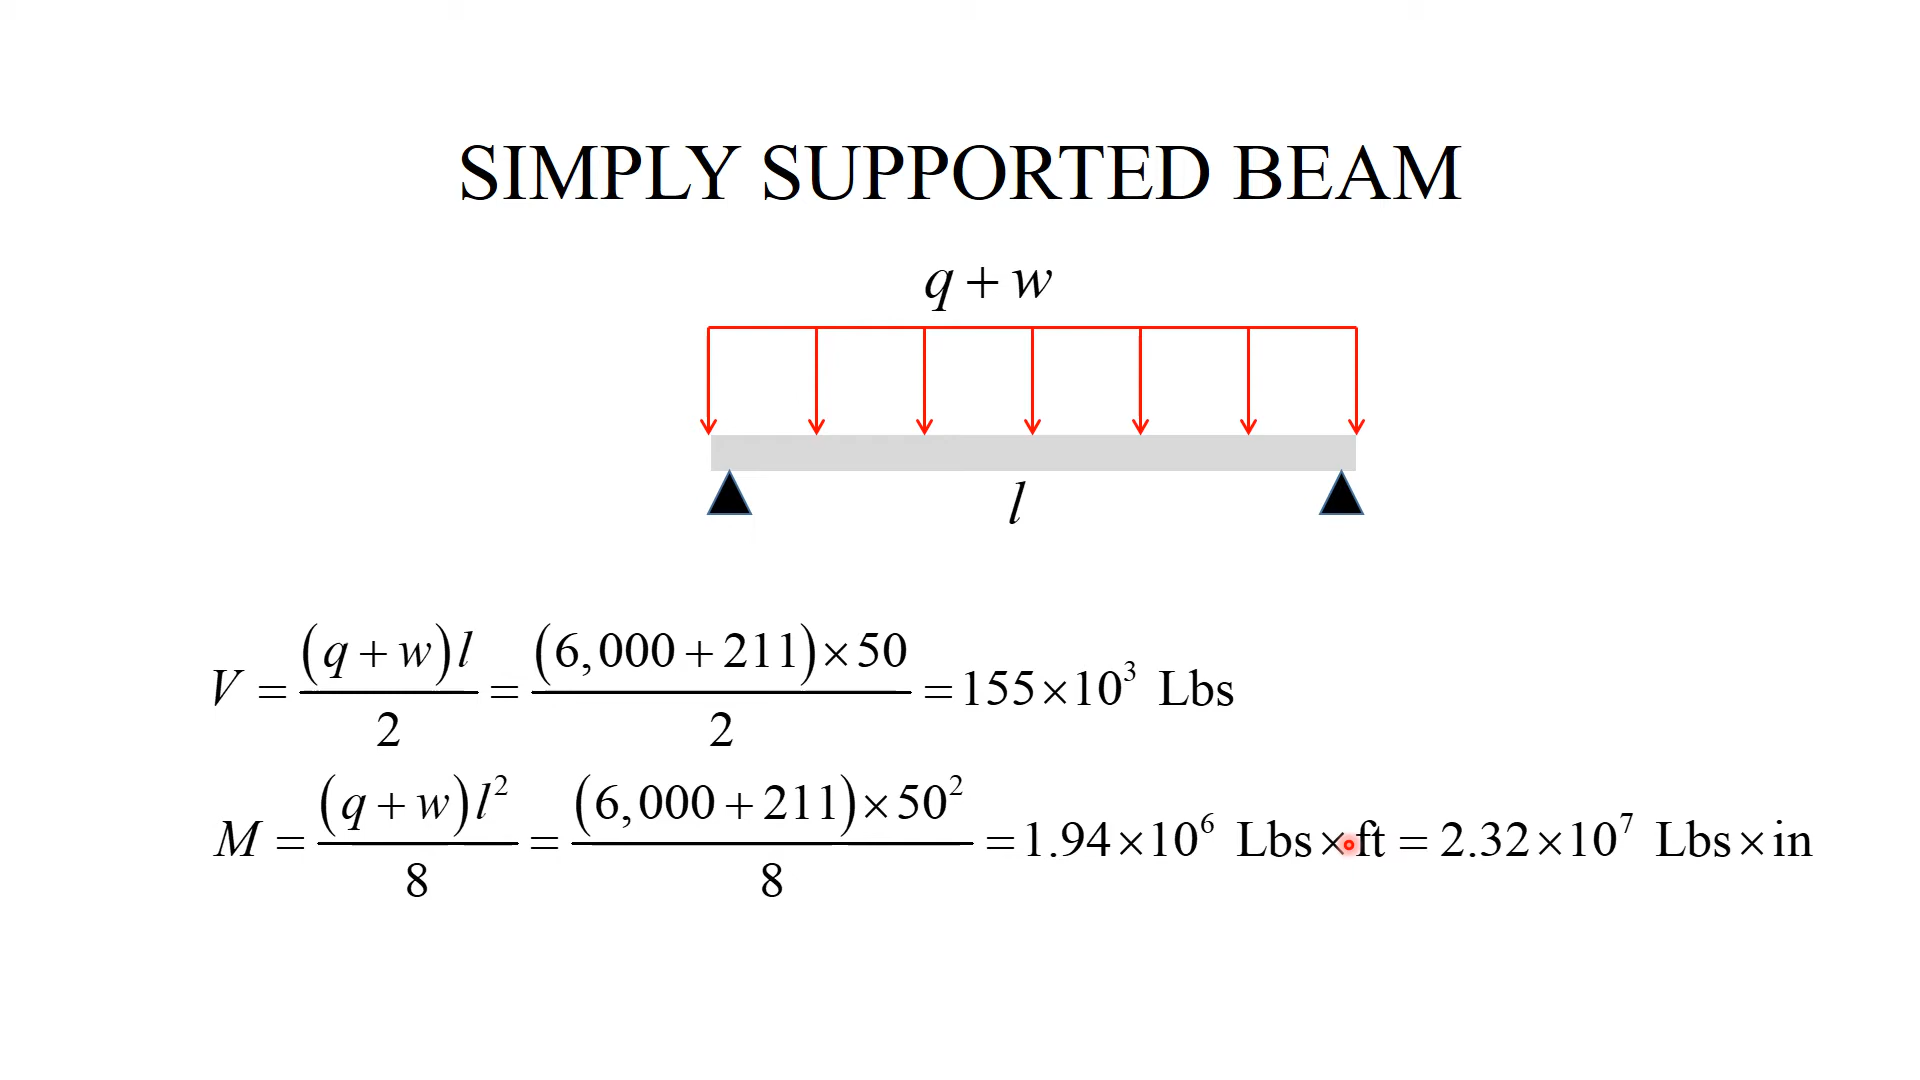 SIMPLY SUPPORTED BEAM
q + w
l
V = (q + w)l / 2 = (6,000 + 211) × 50 / 2 = 155 × 10³ Lbs
M = (q + w)l² / 8 = (6,000 + 211) × 50² / 8 = 1.94 × 10⁶ Lbs × ft = 2.32 × 10⁷ Lbs × in